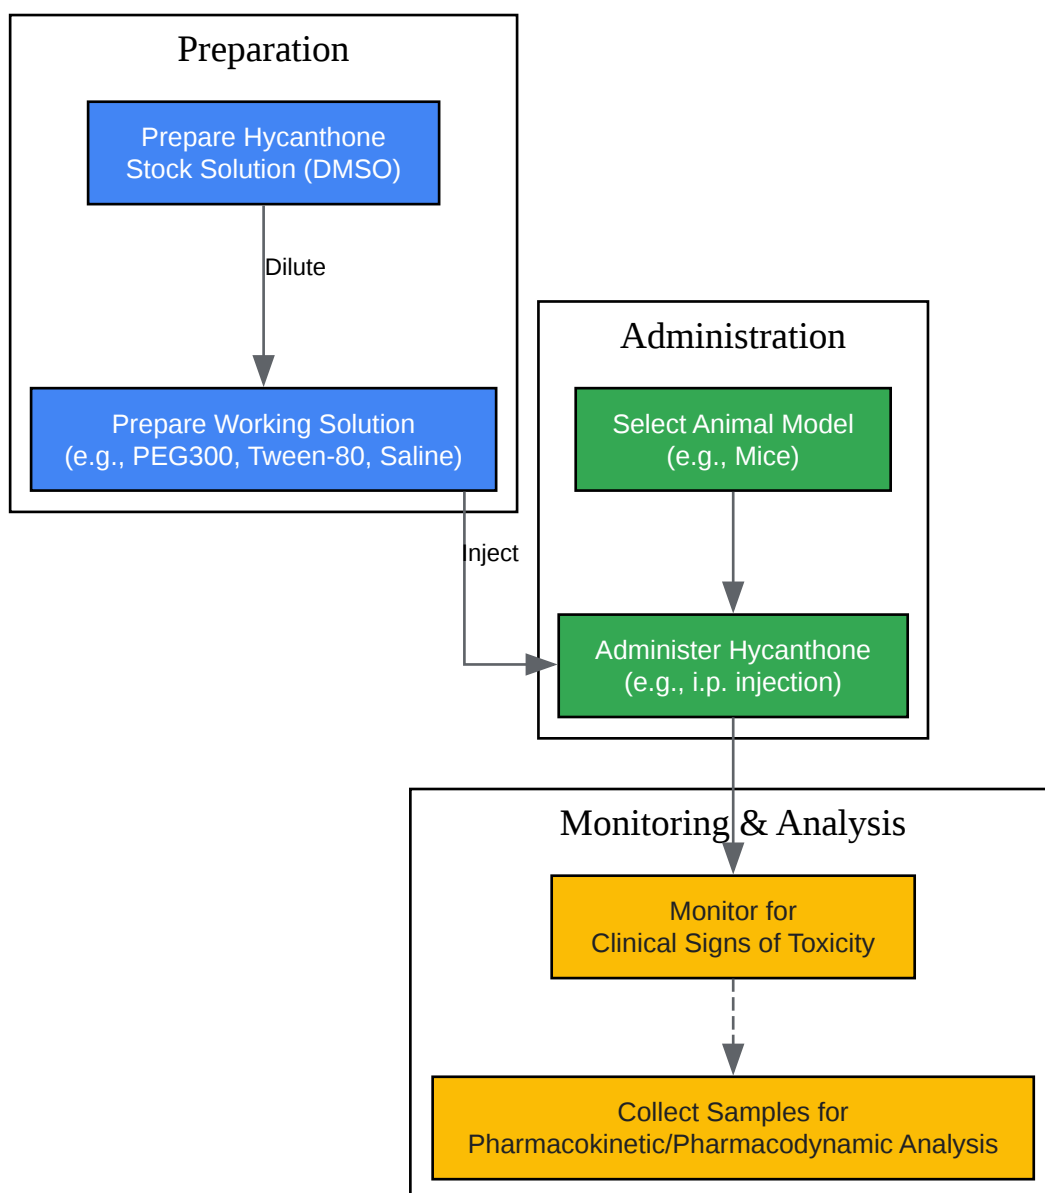 Preparation
Prepare Hycanthone
Stock Solution (DMSO)
Dilute
Prepare Working Solution
(e.g., PEG300, Tween-80, Saline)
Inject
Administration
Select Animal Model
(e.g., Mice)
Administer Hycanthone
(e.g., i.p. injection)
Monitoring & Analysis
Monitor for
Clinical Signs of Toxicity
Collect Samples for
Pharmacokinetic/Pharmacodynamic Analysis